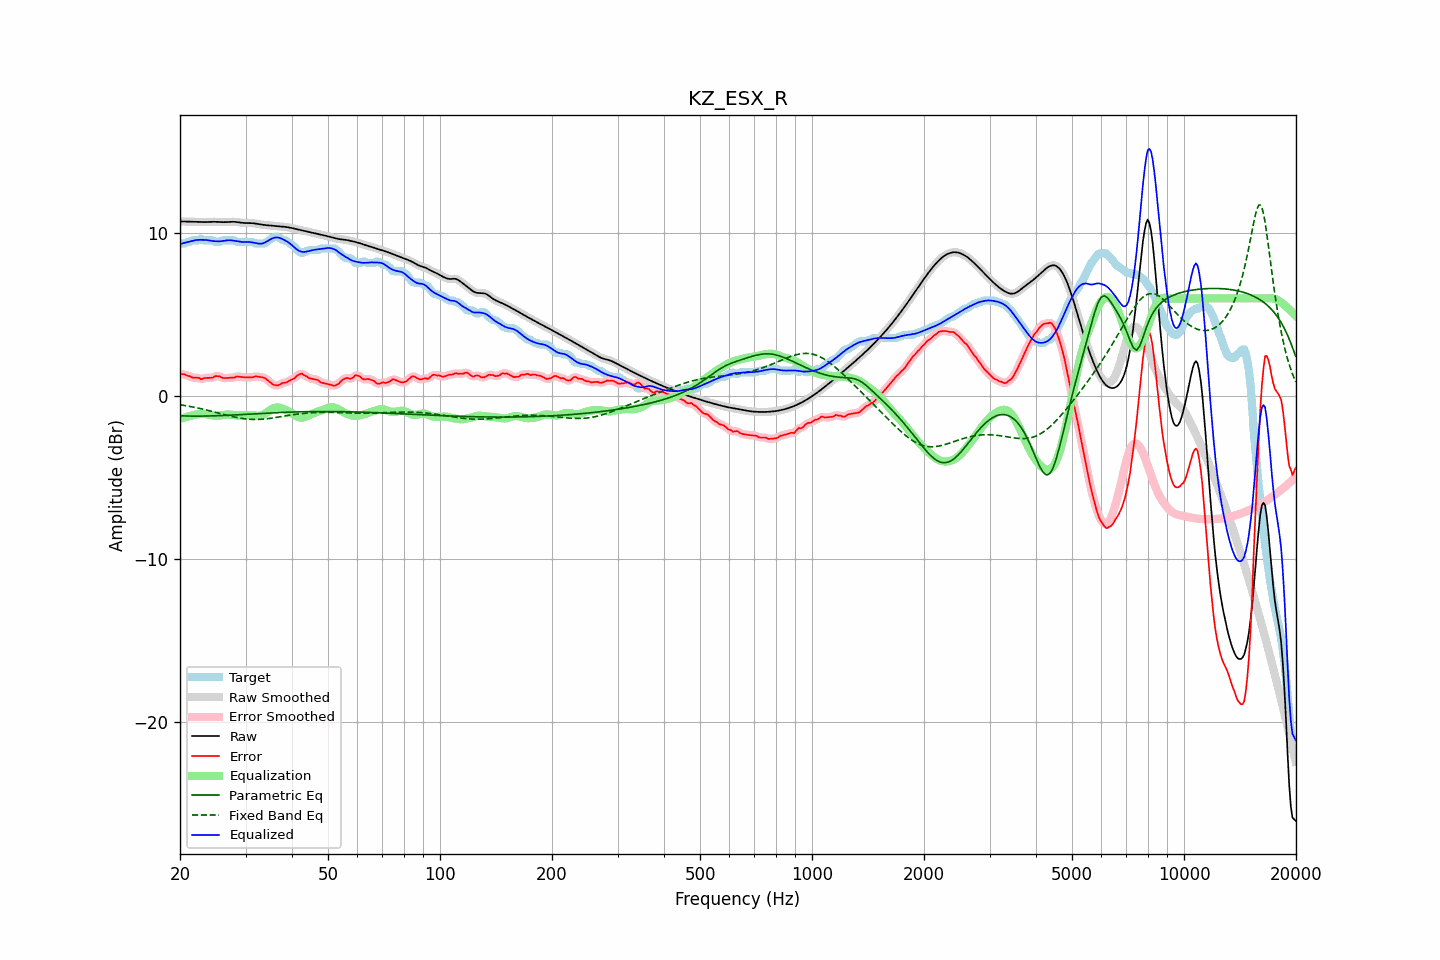 KZ_ESX_R
Amplitude (dBr)
10
0
−10
−20
Target
Raw Smoothed
Error Smoothed
Raw
Error
Equalization
Parametric Eq
Fixed Band Eq
Equalized
20 50 100 200 500 1000 2000 5000 10000 20000
Frequency (Hz)